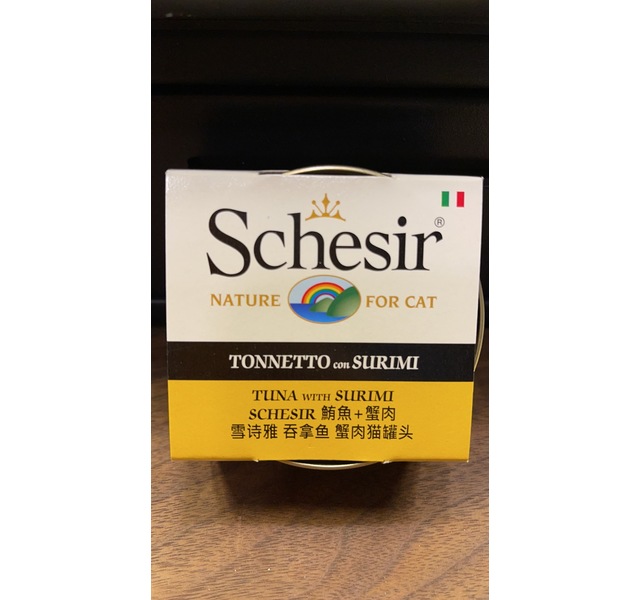 Schesir®
NATURE FOR CAT
TONNETTO con SURIMI
TUNA WITH SURIMI
SCHESIR 鮪魚+蟹肉
雪诗雅 吞拿鱼 蟹肉猫罐头